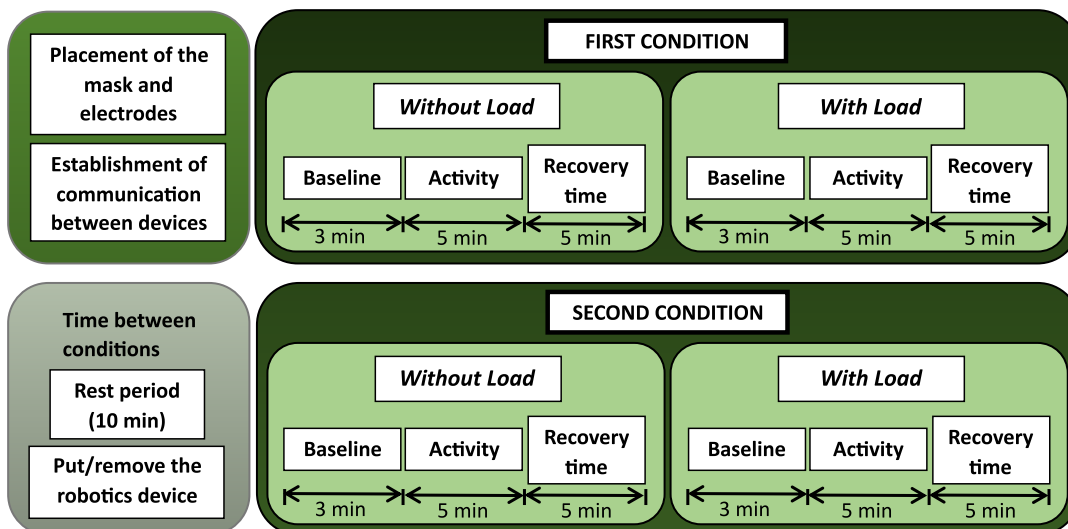 Placement of the
mask and
electrodes
Establishment of
communication
between devices
FIRST CONDITION
Without Load
Baseline
Activity
Recovery
time
3 min
5 min
5 min
With Load
Baseline
Activity
Recovery
time
3 min
5 min
5 min
Time between
conditions
Rest period
(10 min)
Put/remove the
robotics device
SECOND CONDITION
Without Load
Baseline
Activity
Recovery
time
3 min
5 min
5 min
With Load
Baseline
Activity
Recovery
time
3 min
5 min
5 min